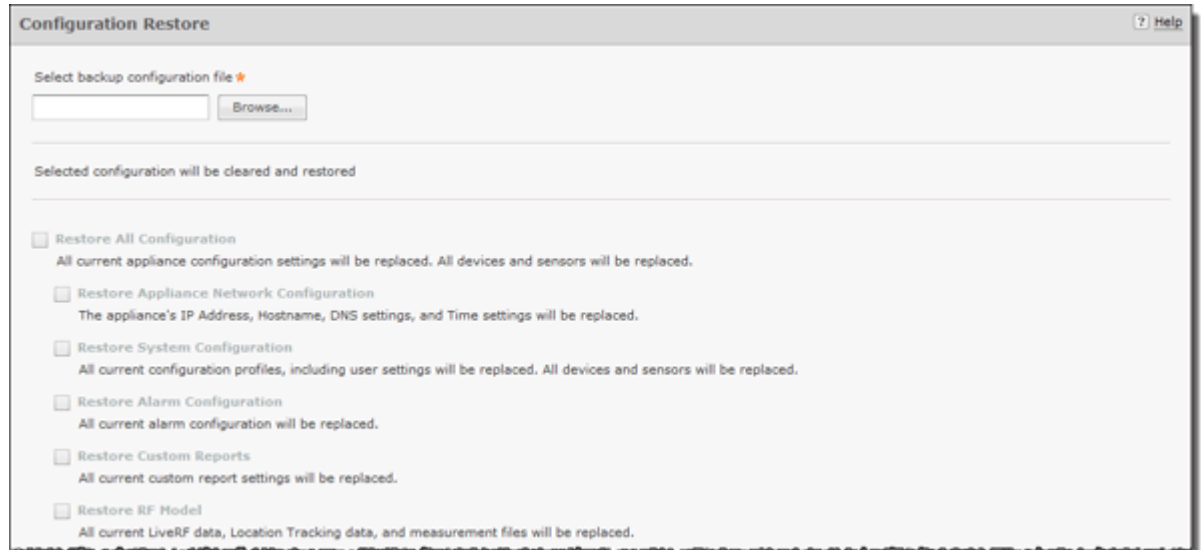 Configuration Restore
? Help
Select backup configuration file *
Browse...
Selected configuration will be cleared and restored
Restore All Configuration
All current appliance configuration settings will be replaced. All devices and sensors will be replaced.
Restore Appliance Network Configuration
The appliance's IP Address, Hostname, DNS settings, and Time settings will be replaced.
Restore System Configuration
All current configuration profiles, including user settings will be replaced. All devices and sensors will be replaced.
Restore Alarm Configuration
All current alarm configuration will be replaced.
Restore Custom Reports
All current custom report settings will be replaced.
Restore RF Model
All current LiveRF data, Location Tracking data, and measurement files will be replaced.